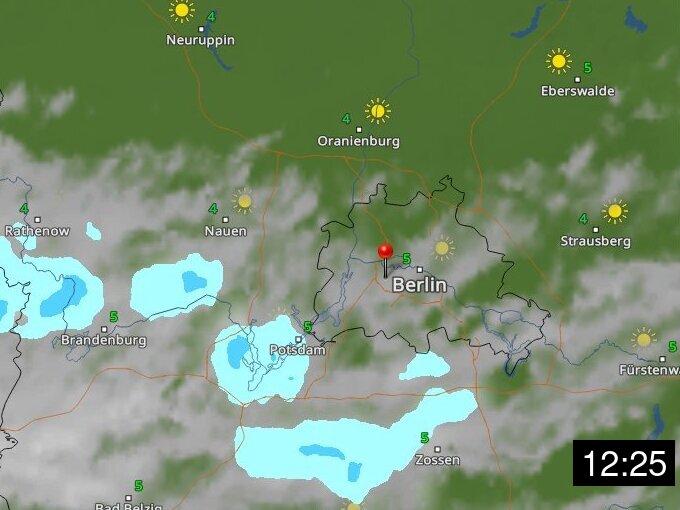 4
Neuruppin
5
Eberswalde
4
Oranienburg
4
Rathenow
4
Nauen
4
Strausberg
5
Berlin
5
Brandenburg
5
Potsdam
5
Fürstenwa
5
Zossen
12:25
5
Bad Belzig